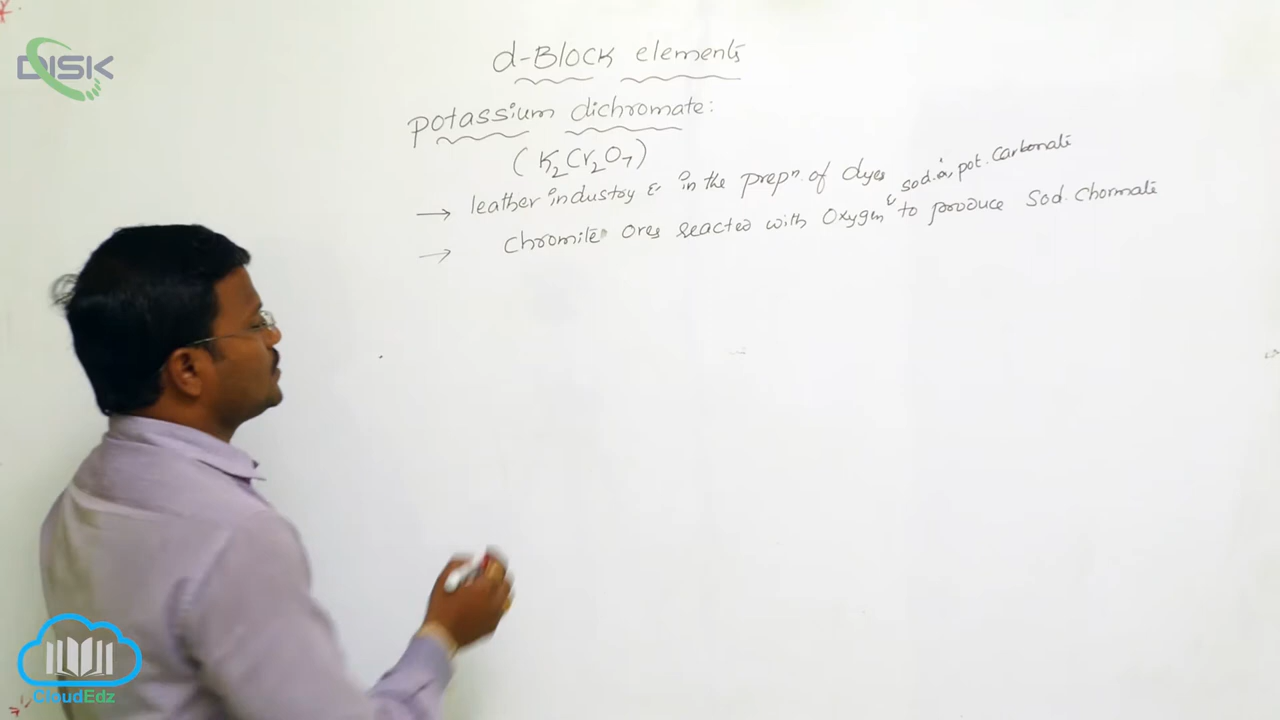 DISK
d-Block elements
potassium dichromate:
(K2Cr2O7)
→ leather industry & in the prepn. of dyes
& sod. or pot. Carbonate
→ Chromite Ores reacted with Oxygen to produce Sod. Chormate
CloudEdz